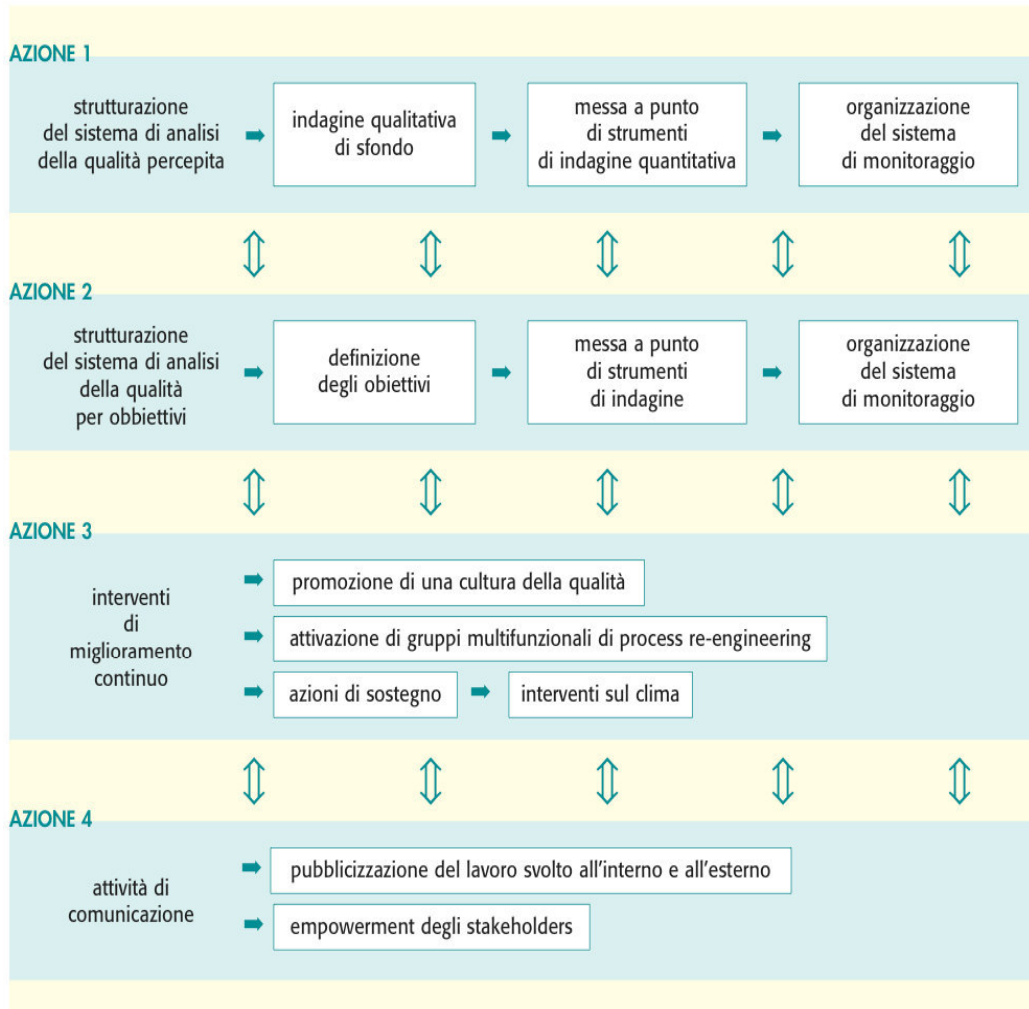 AZIONE 1
strutturazione
del sistema di analisi
della qualità percepita
indagine qualitativa
di sfondo
messa a punto
di strumenti
di indagine quantitativa
organizzazione
del sistema
di monitoraggio
AZIONE 2
strutturazione
del sistema di analisi
della qualità
per obbiettivi
definizione
degli obiettivi
messa a punto
di strumenti
di indagine
organizzazione
del sistema
di monitoraggio
AZIONE 3
interventi
di
miglioramento
continuo
promozione di una cultura della qualità
attivazione di gruppi multifunzionali di process re-engineering
azioni di sostegno
interventi sul clima
AZIONE 4
attività di
comunicazione
pubblicizzazione del lavoro svolto all'interno e all'esterno
empowerment degli stakeholders